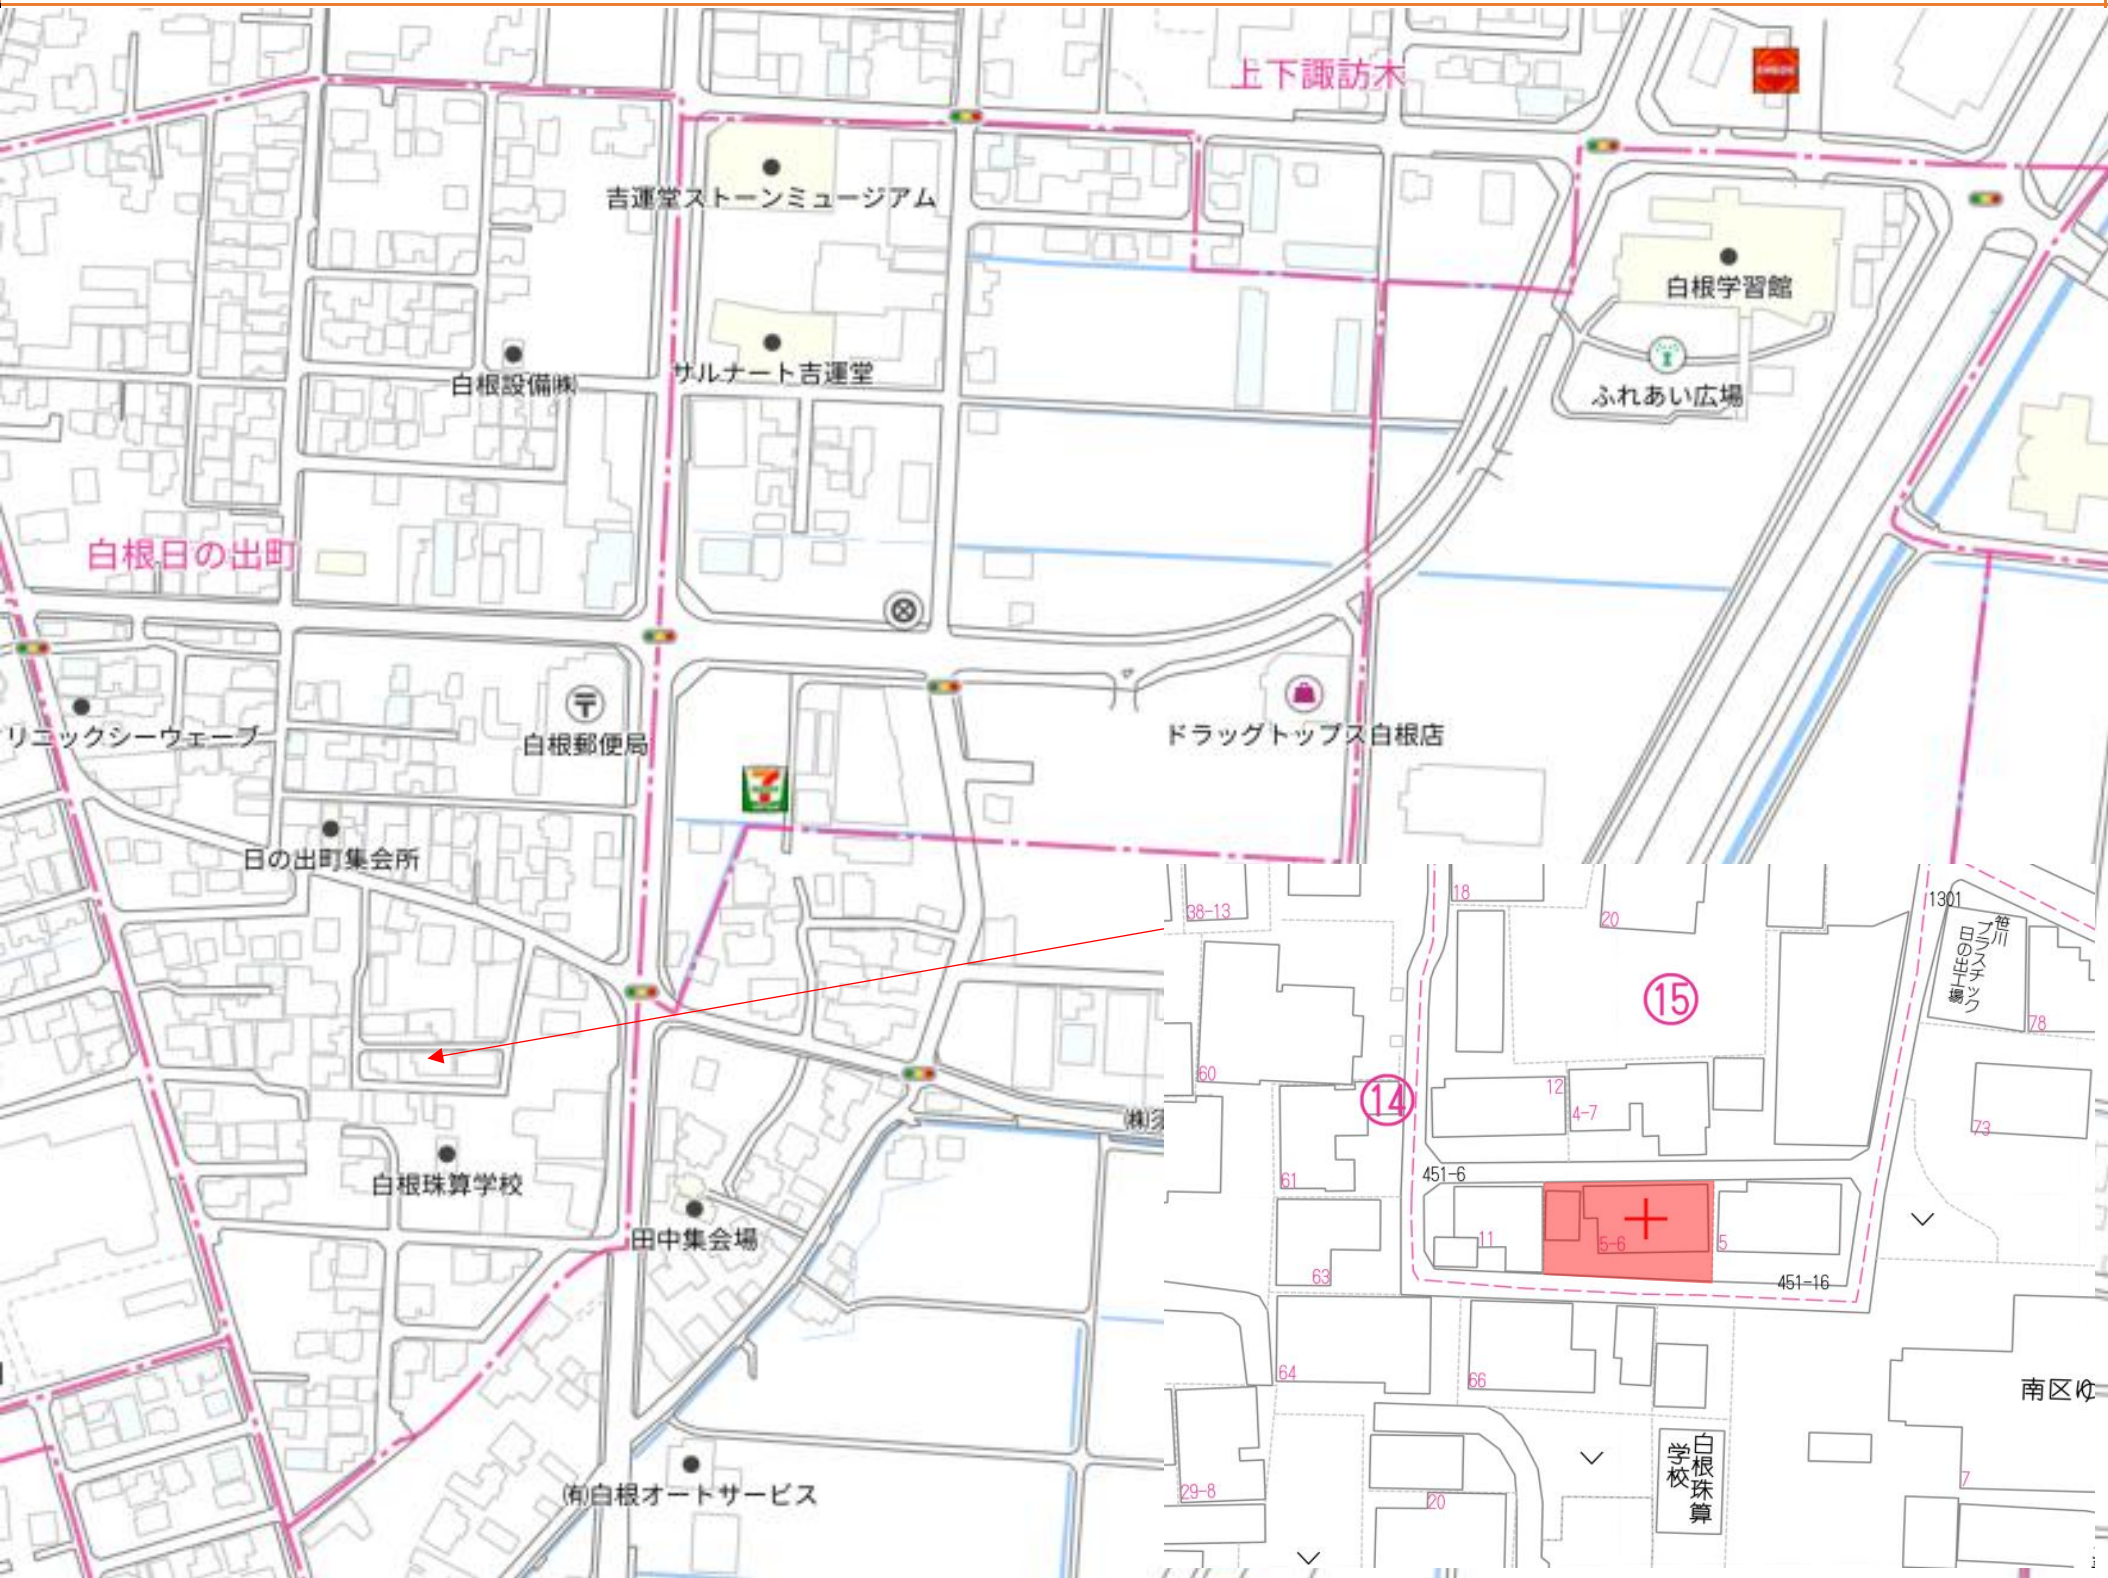 上下諏訪木
ENEOS
吉運堂ストーンミュージアム
白根学習館
サルナート吉運堂
白根設備㈱
ふれあい広場
白根日の出町
リニックシーウェーブ
白根郵便局
ドラッグトップス白根店
7
日の出町集会所
㈱
白根珠算学校
田中集会場
㈲白根オートサービス
38-13
18
20
1301
笹川
プラスチック
日の出工場
78
⑮
60
⑭
12
4-7
73
61
451-6
11
5-6
5
451-16
63
64
66
南区ゆ
白根珠算
学校
29-8
20
7